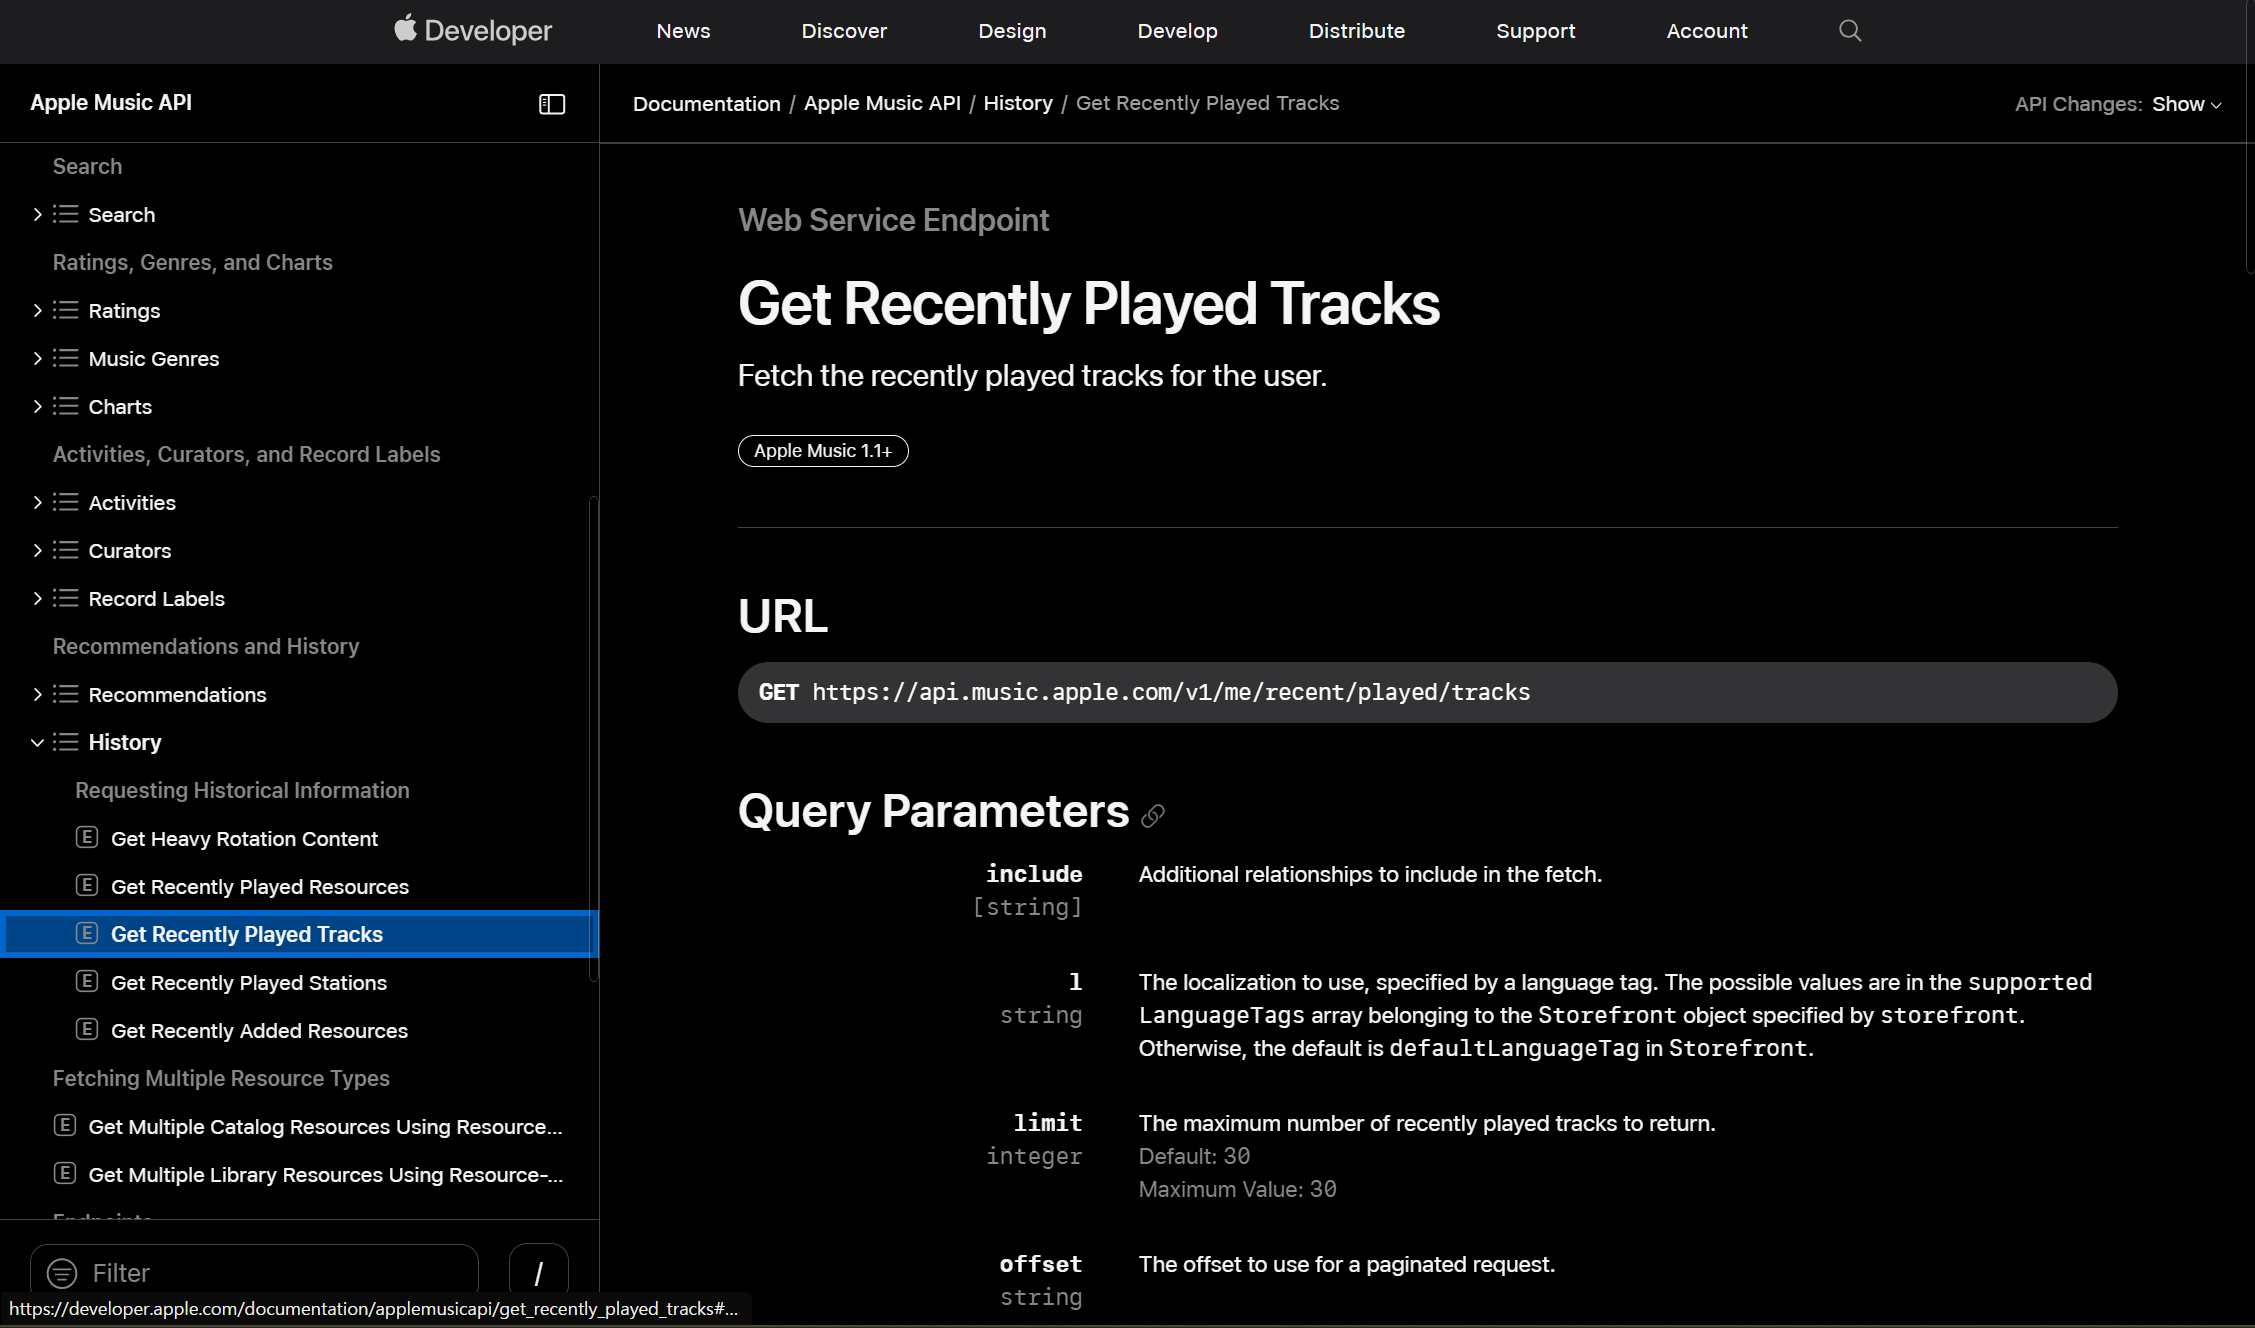 Developer
News
Discover
Design
Develop
Distribute
Support
Account
Apple Music API
Documentation / Apple Music API / History / Get Recently Played Tracks
API Changes: Show
Search
Search
Ratings, Genres, and Charts
Ratings
Music Genres
Charts
Activities, Curators, and Record Labels
Activities
Curators
Record Labels
Recommendations and History
Recommendations
History
Requesting Historical Information
E Get Heavy Rotation Content
E Get Recently Played Resources
E Get Recently Played Tracks
E Get Recently Played Stations
E Get Recently Added Resources
Fetching Multiple Resource Types
E Get Multiple Catalog Resources Using Resource...
E Get Multiple Library Resources Using Resource-...
Endpoints
Filter
/
https://developer.apple.com/documentation/applemusicapi/get_recently_played_tracks#...
Web Service Endpoint
Get Recently Played Tracks
Fetch the recently played tracks for the user.
Apple Music 1.1+
URL
GET https://api.music.apple.com/v1/me/recent/played/tracks
Query Parameters
include
[string]
Additional relationships to include in the fetch.
l
string
The localization to use, specified by a language tag. The possible values are in the supported
LanguageTags array belonging to the Storefront object specified by storefront.
Otherwise, the default is defaultLanguageTag in Storefront.
limit
integer
The maximum number of recently played tracks to return.
Default: 30
Maximum Value: 30
offset
string
The offset to use for a paginated request.